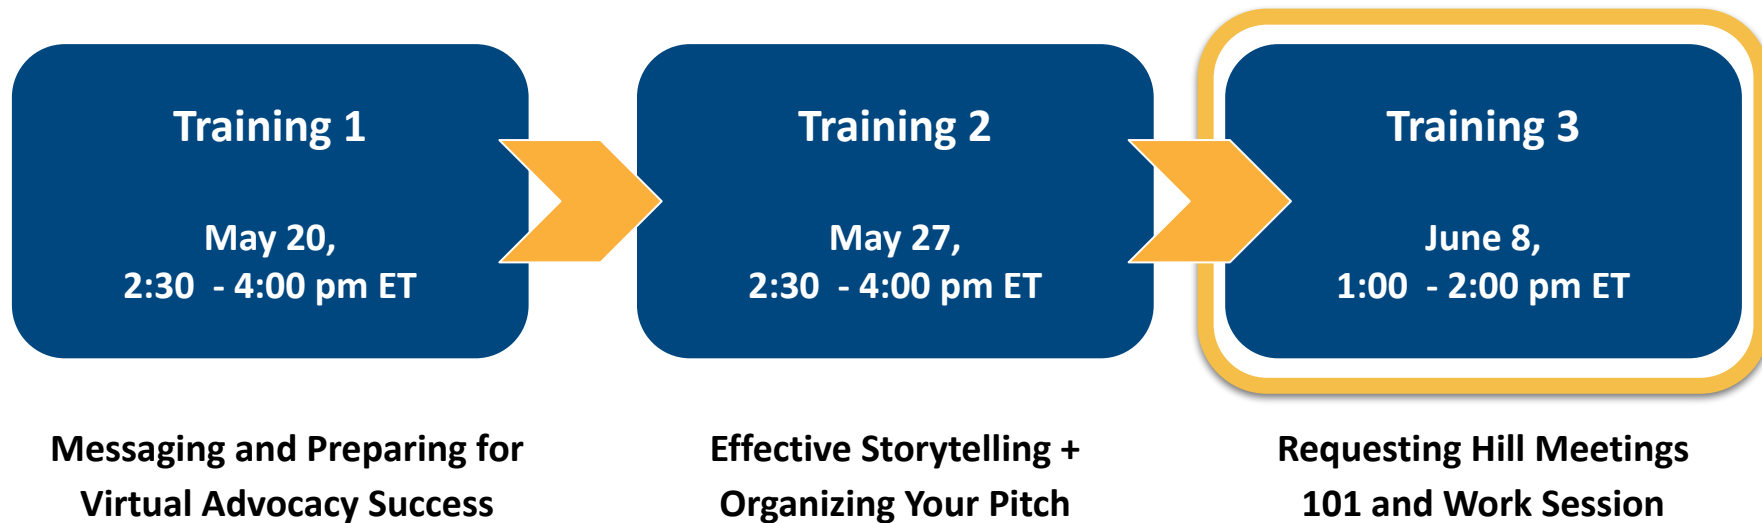 Training 1
May 20,
2:30 - 4:00 pm ET
Messaging and Preparing for
Virtual Advocacy Success
Training 2
May 27,
2:30 - 4:00 pm ET
Effective Storytelling +
Organizing Your Pitch
Training 3
June 8,
1:00 - 2:00 pm ET
Requesting Hill Meetings
101 and Work Session